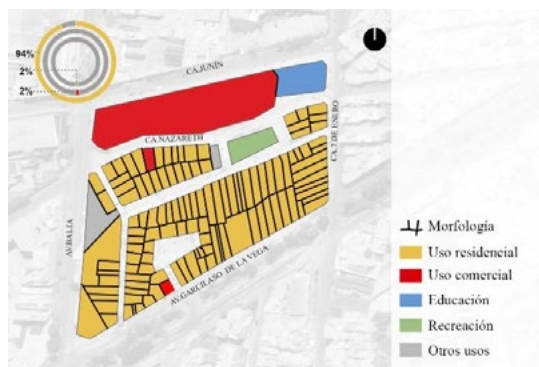 94%
2%
2%
CA.JUNÍN
CA.NAZARETH
CA.7 DE ENERO
AV.BALTA
AV.GARCILASO DE LA VEGA
Morfología
Uso residencial
Uso comercial
Educación
Recreación
Otros usos